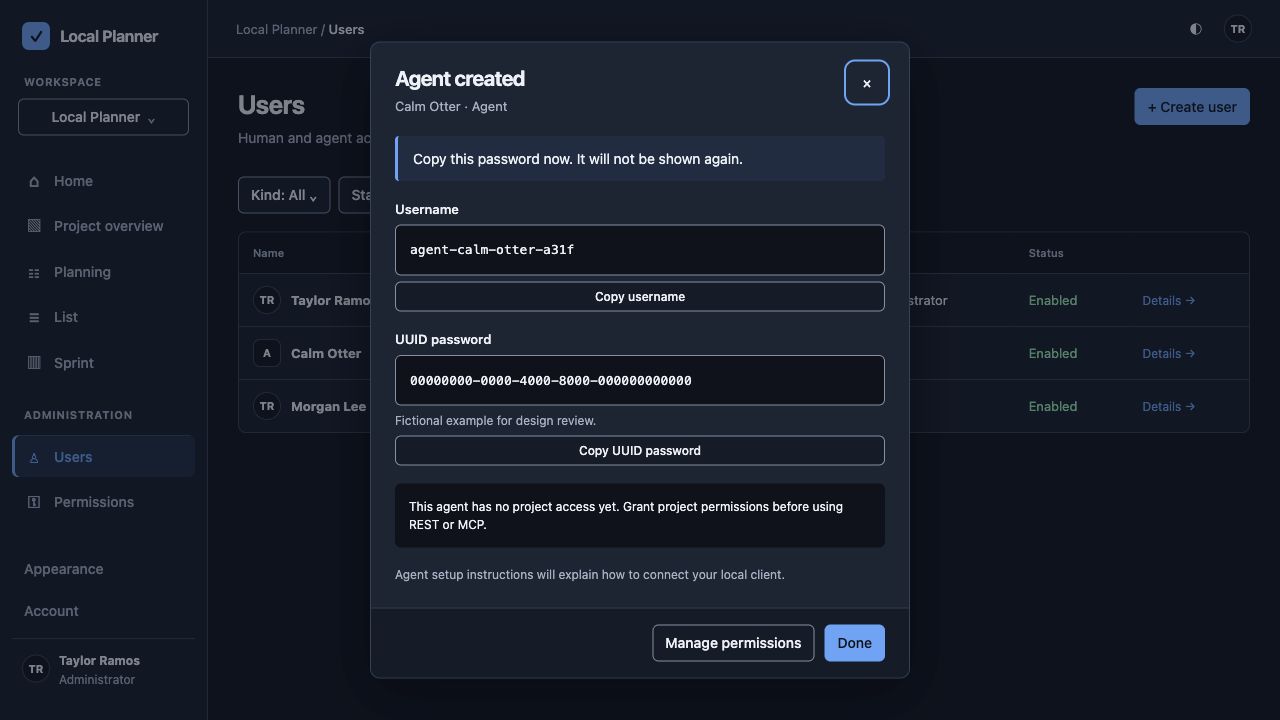 Local Planner
WORKSPACE
Local Planner
Home
Project overview
Planning
List
Sprint
ADMINISTRATION
Users
Permissions
Appearance
Account
TR
Taylor Ramos
Administrator
Local Planner / Users
TR
Users
Human and agent ac
+ Create user
Kind: All
Sta
Name
Status
TR Taylor Ramo strator Enabled Details →
A Calm Otter Enabled Details →
TR Morgan Lee Enabled Details →
Agent created
×
Calm Otter · Agent
Copy this password now. It will not be shown again.
Username
agent-calm-otter-a31f
Copy username
UUID password
00000000-0000-4000-8000-000000000000
Fictional example for design review.
Copy UUID password
This agent has no project access yet. Grant project permissions before using
REST or MCP.
Agent setup instructions will explain how to connect your local client.
Manage permissions
Done